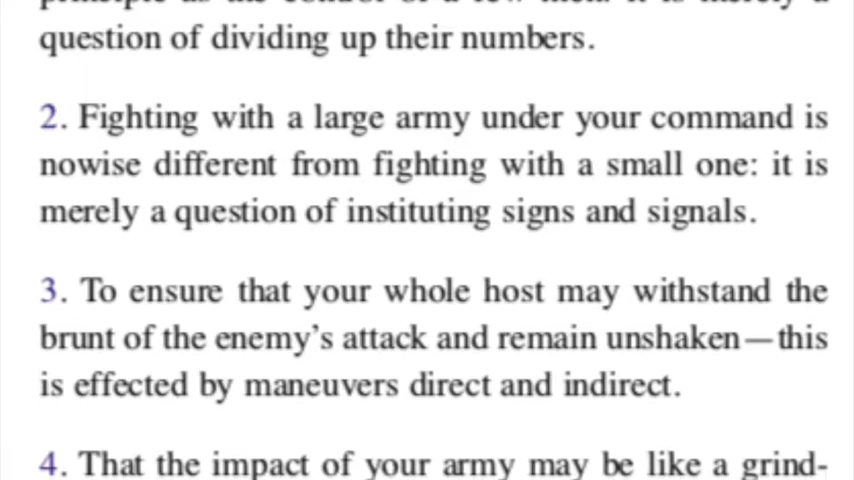 question of dividing up their numbers.
2. Fighting with a large army under your command is
nowise different from fighting with a small one: it is
merely a question of instituting signs and signals.
3. To ensure that your whole host may withstand the
brunt of the enemy’s attack and remain unshaken—this
is effected by maneuvers direct and indirect.
4. That the impact of your army may be like a grind-